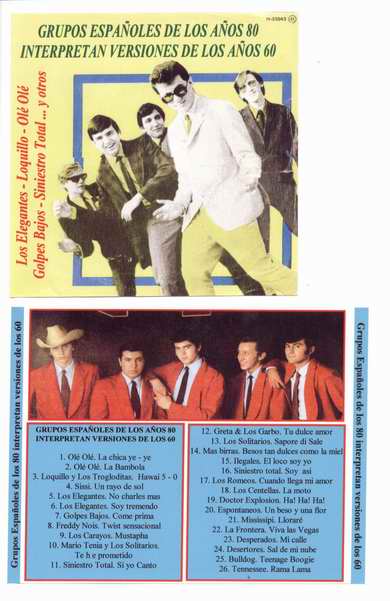 H-33063
GRUPOS ESPAÑOLES DE LOS AÑOS 80
INTERPRETAN VERSIONES DE LOS AÑOS 60
Los Elegantes - Loquillo - Olé Olé
Golpes Bajos - Siniestro Total ... y otros
Grupos Españoles de los 80 interpretan versiones de los 60
GRUPOS ESPAÑOLES DE LOS AÑOS 80
INTERPRETAN VERSIONES DE LOS 60
1. Olé Olé. La chica ye - ye
2. Olé Olé. La Bambola
3. Loquillo y Los Trogloditas. Hawai 5 - 0
4. Sinsi. Un rayo de sol
5. Los Elegantes. No charles mas
6. Los Elegantes. Soy tremendo
7. Golpes Bajos. Come prima
8. Freddy Nois. Twist sensacional
9. Los Carayos. Mustapha
10. Mario Tenia y Los Solitarios.
Te h e prometido
11. Siniestro Total. Si yo Canto
12. Greta & Los Garbo. Tu dulce amor
13. Los Solitarios. Sapore di Sale
14. Mas birras. Besos tan dulces como la miel
15. Ilegales. El loco soy yo
16. Siniestro total. Soy así
17. Los Romeos. Cuando llega mi amor
18. Los Centellas. La moto
19. Doctor Explosion. Ha! Ha! Ha!
20. Espontaneos. Un beso y una flor
21. Mississipi. Lloraré
22. La Frontera. Viva las Vegas
23. Desperados. Mi calle
24. Desertores. Sal de mi nube
25. Bulldog. Teenage Boogie
26. Tennessee. Rama Lama
Grupos Españoles de los 80 interpretan versiones de los 60